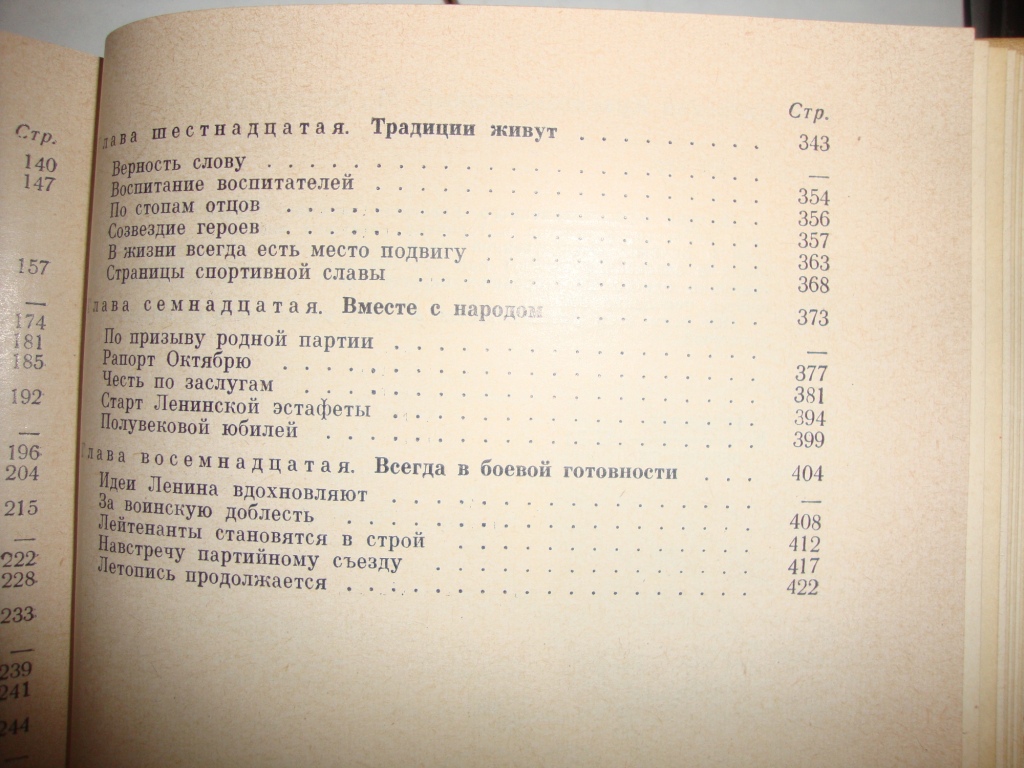 Стр.
140
147
157
—
174
181
185
192
—
196
204
215
—
222
228
233
—
239
241
244
—
Стр.
Глава шестнадцатая. Традиции живут . . . . . . . . . 343
Верность слову . . . . . . . . . . . . . . . . —
Воспитание воспитателей . . . . . . . . . . . . . 354
По стопам отцов . . . . . . . . . . . . . . . . 356
Созвездие героев . . . . . . . . . . . . . . . . 357
В жизни всегда есть место подвигу . . . . . . . . . 363
Страницы спортивной славы . . . . . . . . . . . . 368
Глава семнадцатая. Вместе с народом . . . . . . . . 373
По призыву родной партии . . . . . . . . . . . . —
Рапорт Октябрю . . . . . . . . . . . . . . . . 377
Честь по заслугам . . . . . . . . . . . . . . . 381
Старт Ленинской эстафеты . . . . . . . . . . . . 394
Полувековой юбилей . . . . . . . . . . . . . . 399
Глава восемнадцатая. Всегда в боевой готовности . . . 404
Идеи Ленина вдохновляют . . . . . . . . . . . . —
За воинскую доблесть . . . . . . . . . . . . . . 408
Лейтенанты становятся в строй . . . . . . . . . . 412
Навстречу партийному съезду . . . . . . . . . . . 417
Летопись продолжается . . . . . . . . . . . . . 422